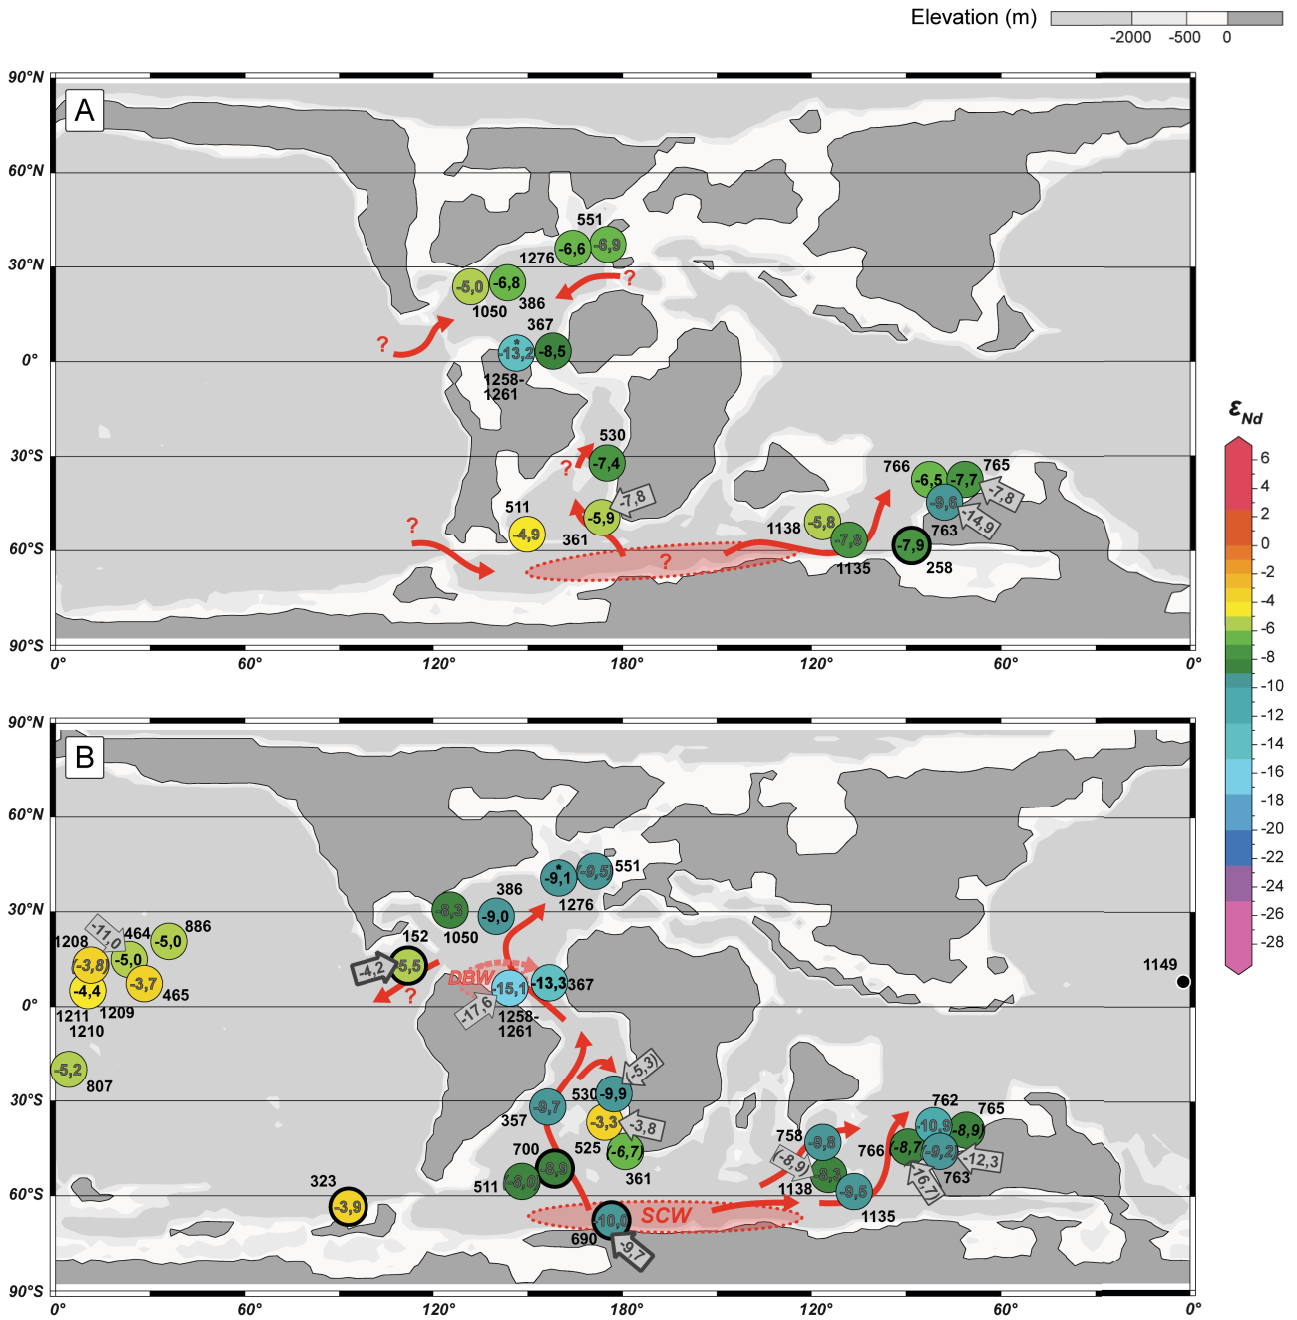 Elevation (m)
-2000 -500 0
90°N
A
60°N
551
-6,6 -6,9
1276
30°N
-5,0 -6,8 ?
1050 386
367
?
0° -13,2* -8,5
1258-
1261
530
30°S
? -7,4
766 765
-6,5 -7,7
-7,8 -7,8
-9,6
511 -5,9 -5,8 -14,9
? -4,9 361 1138 -7,8 763
-7,9
60°S
? 1135 258
90°S
0° 60° 120° 180° 120° 60° 0°
εNd
6
4
2
0
-2
-4
-6
-8
-10
-12
-14
-16
-18
-20
-22
-24
-26
-28
90°N
B
60°N
551
-9,1* (-9,5)
386 1276
30°N
-8,3 -9,0
886
-11,0 464 152 1050
1208 -5,0
(-3,8) -5,0 -4,2 -5,5 DBW
-3,7 -15,1 -13,3 367 1149
-4,4 465 ? -17,6
0°
1211 1209 1258-
1210 1261
-5,2 (-5,3)
807
530 -9,9
30°S
-9,7 762 765
357 -3,3 -3,8 758 -10,9 -8,9
700 525 -6,7 -9,8 766 (-8,7) -9,2
-8,9 (-8,9) -12,3
323 511 (-8,0) 361 1138 -8,3 -9,5 (-16,7) 763
60°S
-3,9 -10,0 SCW 1135
690 -9,7
90°S
0° 60° 120° 180° 120° 60° 0°